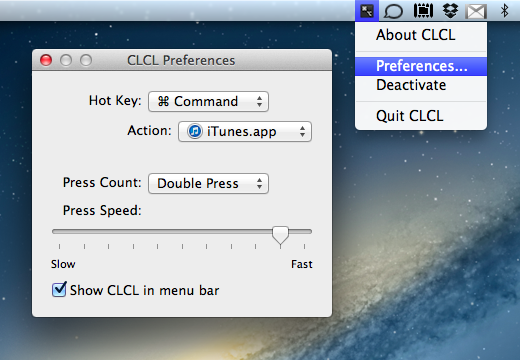 About CLCL
Preferences...
Deactivate
Quit CLCL
CLCL Preferences
Hot Key: ⌘ Command
Action: iTunes.app
Press Count: Double Press
Press Speed:
Slow Fast
Show CLCL in menu bar